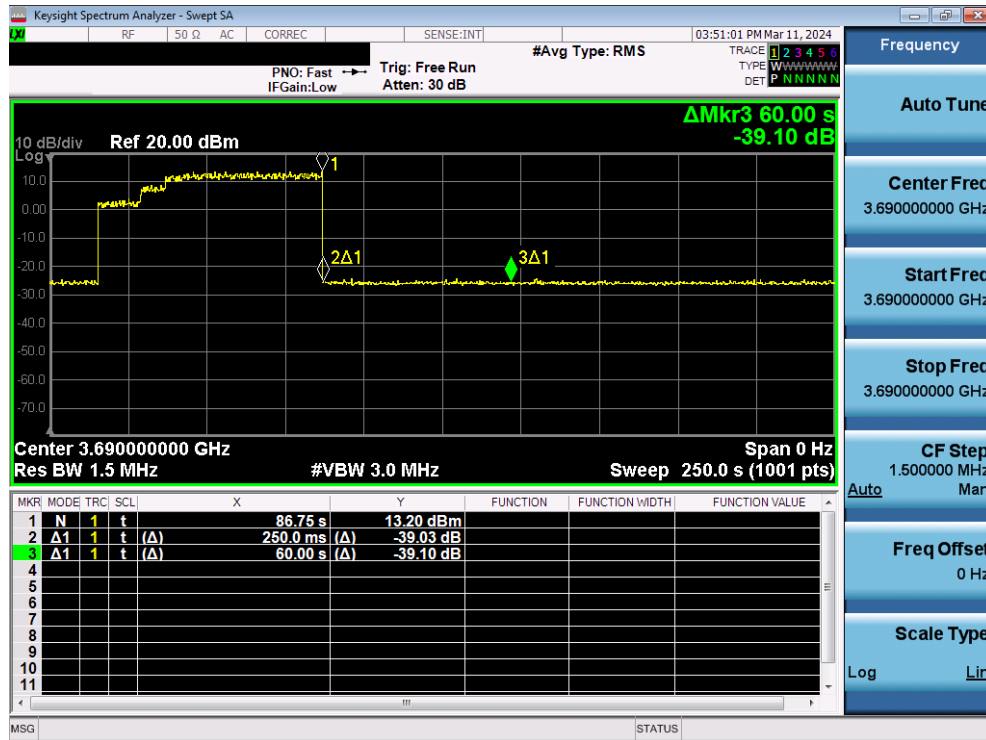 Keysight Spectrum Analyzer - Swept SA
LXI RF 50 Ω AC CORREC SENSE:INT 03:51:01 PM Mar 11, 2024
#Avg Type: RMS TRACE 1 2 3 4 5 6
PNO: Fast Trig: Free Run TYPE W W W W W W
IFGain:Low Atten: 30 dB DET P N N N N N
ΔMkr3 60.00 s
-39.10 dB
10 dB/div Ref 20.00 dBm
Log
10.0
0.00
-10.0
-20.0
-30.0
-40.0
-50.0
-60.0
-70.0
1
2Δ1
3Δ1
Center 3.690000000 GHz Span 0 Hz
Res BW 1.5 MHz #VBW 3.0 MHz Sweep 250.0 s (1001 pts)
MKR MODE TRC SCL X Y FUNCTION FUNCTION WIDTH FUNCTION VALUE
1 N 1 t 86.75 s 13.20 dBm
2 Δ1 1 t (Δ) 250.0 ms (Δ) -39.03 dB
3 Δ1 1 t (Δ) 60.00 s (Δ) -39.10 dB
4
5
6
7
8
9
10
11
MSG STATUS
Frequency
Auto Tune
Center Freq
3.690000000 GHz
Start Freq
3.690000000 GHz
Stop Freq
3.690000000 GHz
CF Step
1.500000 MHz
Auto Man
Freq Offset
0 Hz
Scale Type
Log Lin